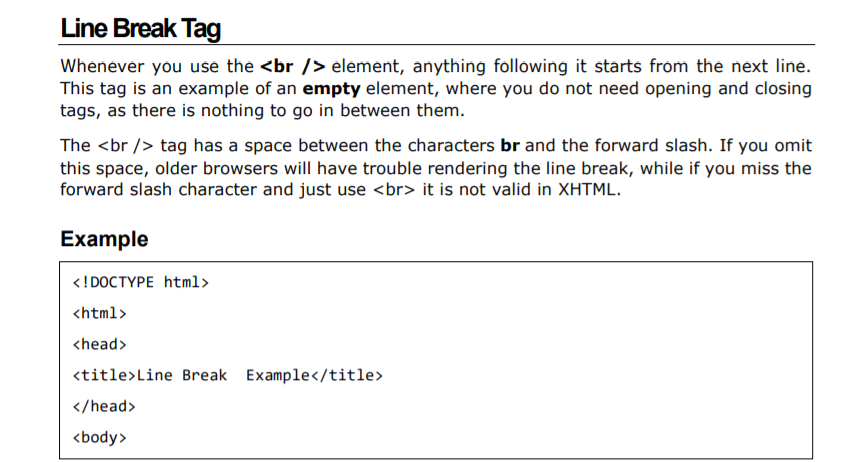 Line Break Tag
Whenever you use the <br /> element, anything following it starts from the next line.
This tag is an example of an empty element, where you do not need opening and closing
tags, as there is nothing to go in between them.
The <br /> tag has a space between the characters br and the forward slash. If you omit
this space, older browsers will have trouble rendering the line break, while if you miss the
forward slash character and just use <br> it is not valid in XHTML.
Example
<!DOCTYPE html>
<html>
<head>
<title>Line Break  Example</title>
</head>
<body>